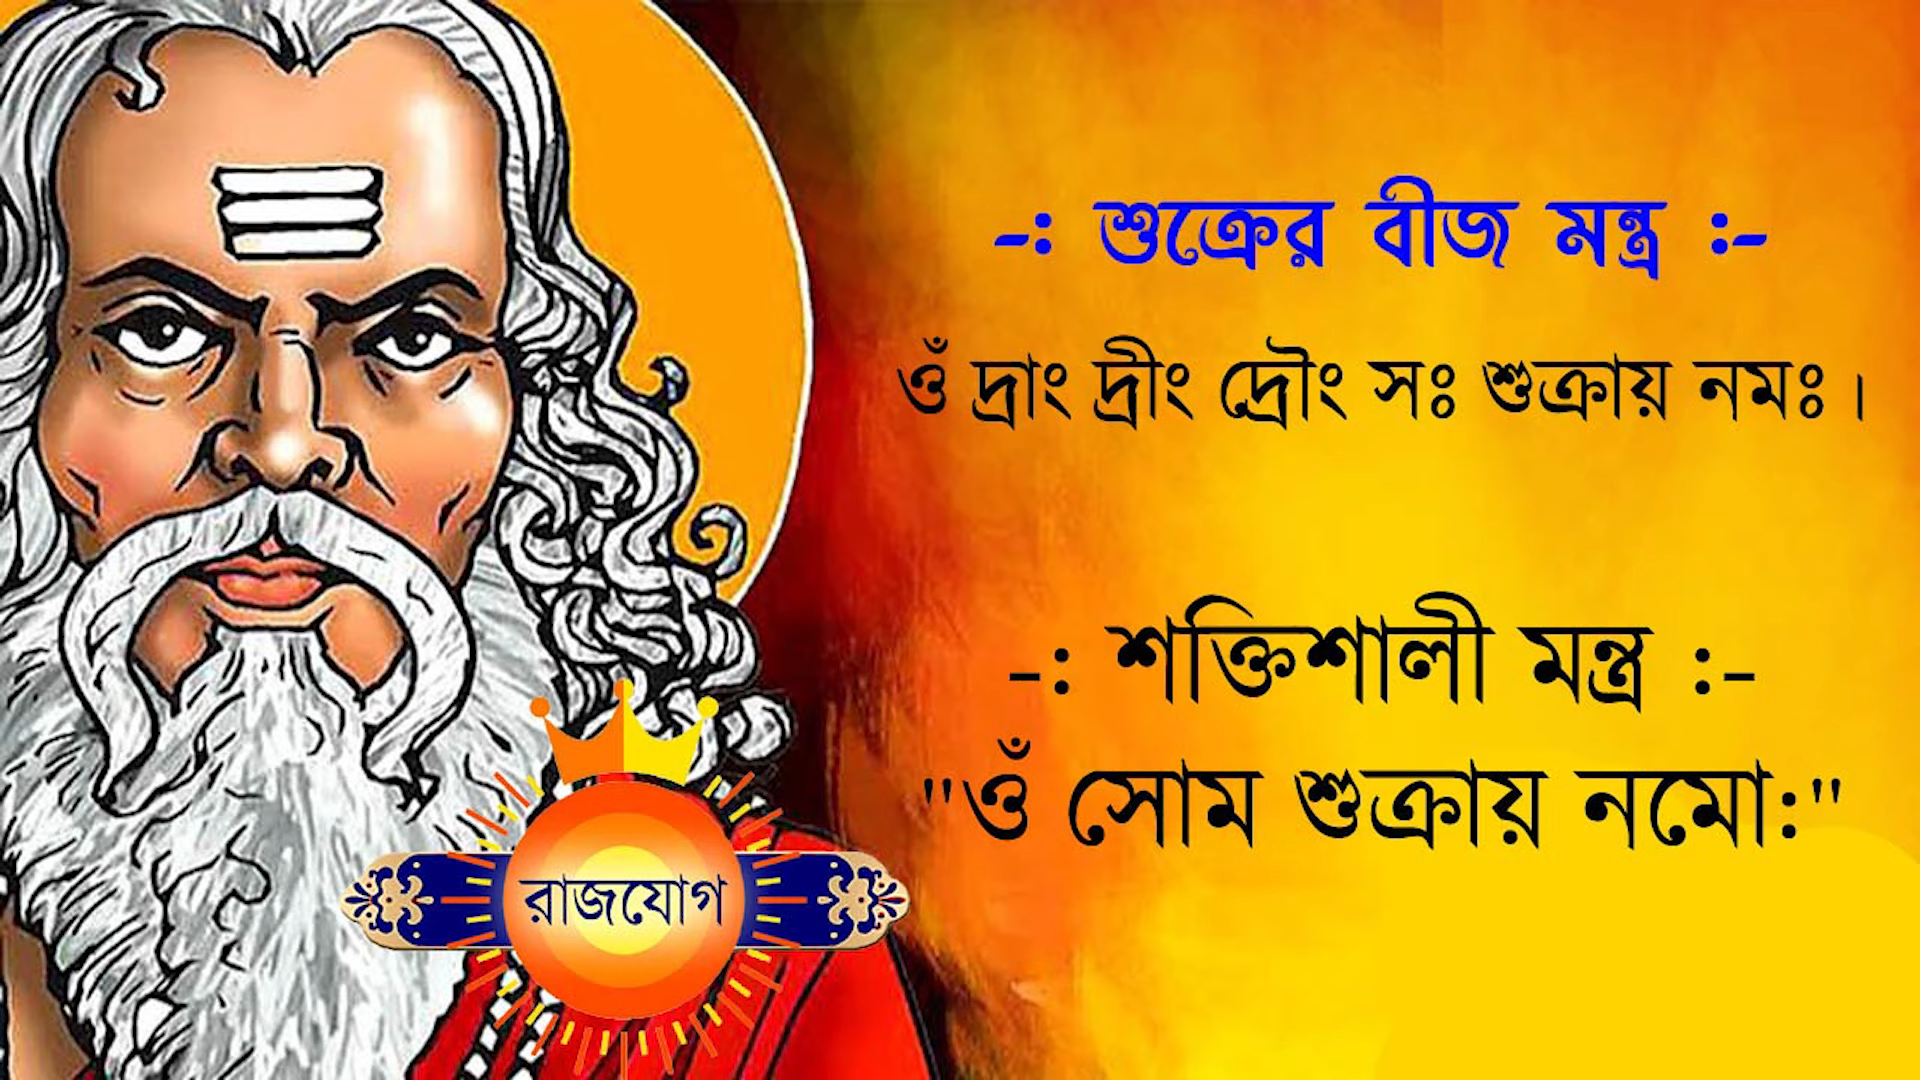 -: শুক্রের বীজ মন্ত্র :-
ওঁ দ্রাং দ্রীং দ্রৌং সঃ শুক্রায় নমঃ।
-: শক্তিশালী মন্ত্র :-
"ওঁ সোম শুক্রায় নমো:"
রাজযোগ